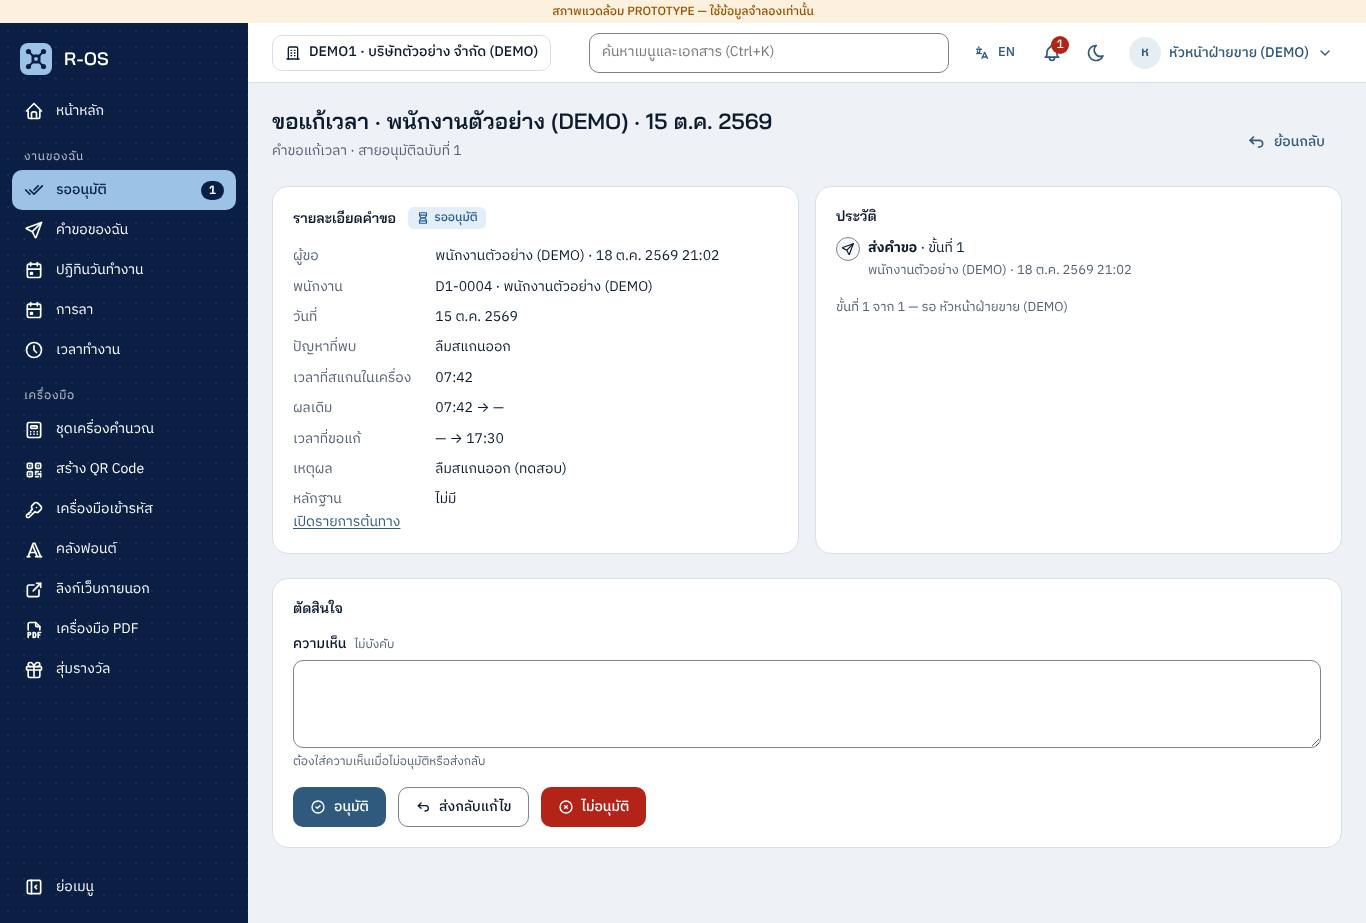 สภาพแวดล้อม PROTOTYPE — ใช้ข้อมูลจำลองเท่านั้น
R-OS
DEMO1 · บริษัทตัวอย่าง จำกัด (DEMO)
ค้นหาเมนูและเอกสาร (Ctrl+K)
EN
1
ห
หัวหน้าฝ่ายขาย (DEMO)
หน้าหลัก
งานของฉัน
รออนุมัติ 1
คำขอของฉัน
ปฏิทินวันทำงาน
การลา
เวลาทำงาน
เครื่องมือ
ชุดเครื่องคำนวณ
สร้าง QR Code
เครื่องมือเข้ารหัส
คลังฟอนต์
ลิงก์เว็บภายนอก
PDF เครื่องมือ PDF
สุ่มรางวัล
ย่อเมนู
ขอแก้เวลา · พนักงานตัวอย่าง (DEMO) · 15 ต.ค. 2569
คำขอแก้เวลา · สายอนุมัติฉบับที่ 1
ย้อนกลับ
รายละเอียดคำขอ รออนุมัติ
ผู้ขอ พนักงานตัวอย่าง (DEMO) · 18 ต.ค. 2569 21:02
พนักงาน D1-0004 · พนักงานตัวอย่าง (DEMO)
วันที่ 15 ต.ค. 2569
ปัญหาที่พบ ลืมสแกนออก
เวลาที่สแกนในเครื่อง 07:42
ผลเดิม 07:42 → —
เวลาที่ขอแก้ — → 17:30
เหตุผล ลืมสแกนออก (ทดสอบ)
หลักฐาน ไม่มี
เปิดรายการต้นทาง
ประวัติ
ส่งคำขอ · ขั้นที่ 1
พนักงานตัวอย่าง (DEMO) · 18 ต.ค. 2569 21:02
ขั้นที่ 1 จาก 1 — รอ หัวหน้าฝ่ายขาย (DEMO)
ตัดสินใจ
ความเห็น ไม่บังคับ
ต้องใส่ความเห็นเมื่อไม่อนุมัติหรือส่งกลับ
อนุมัติ
ส่งกลับแก้ไข
ไม่อนุมัติ